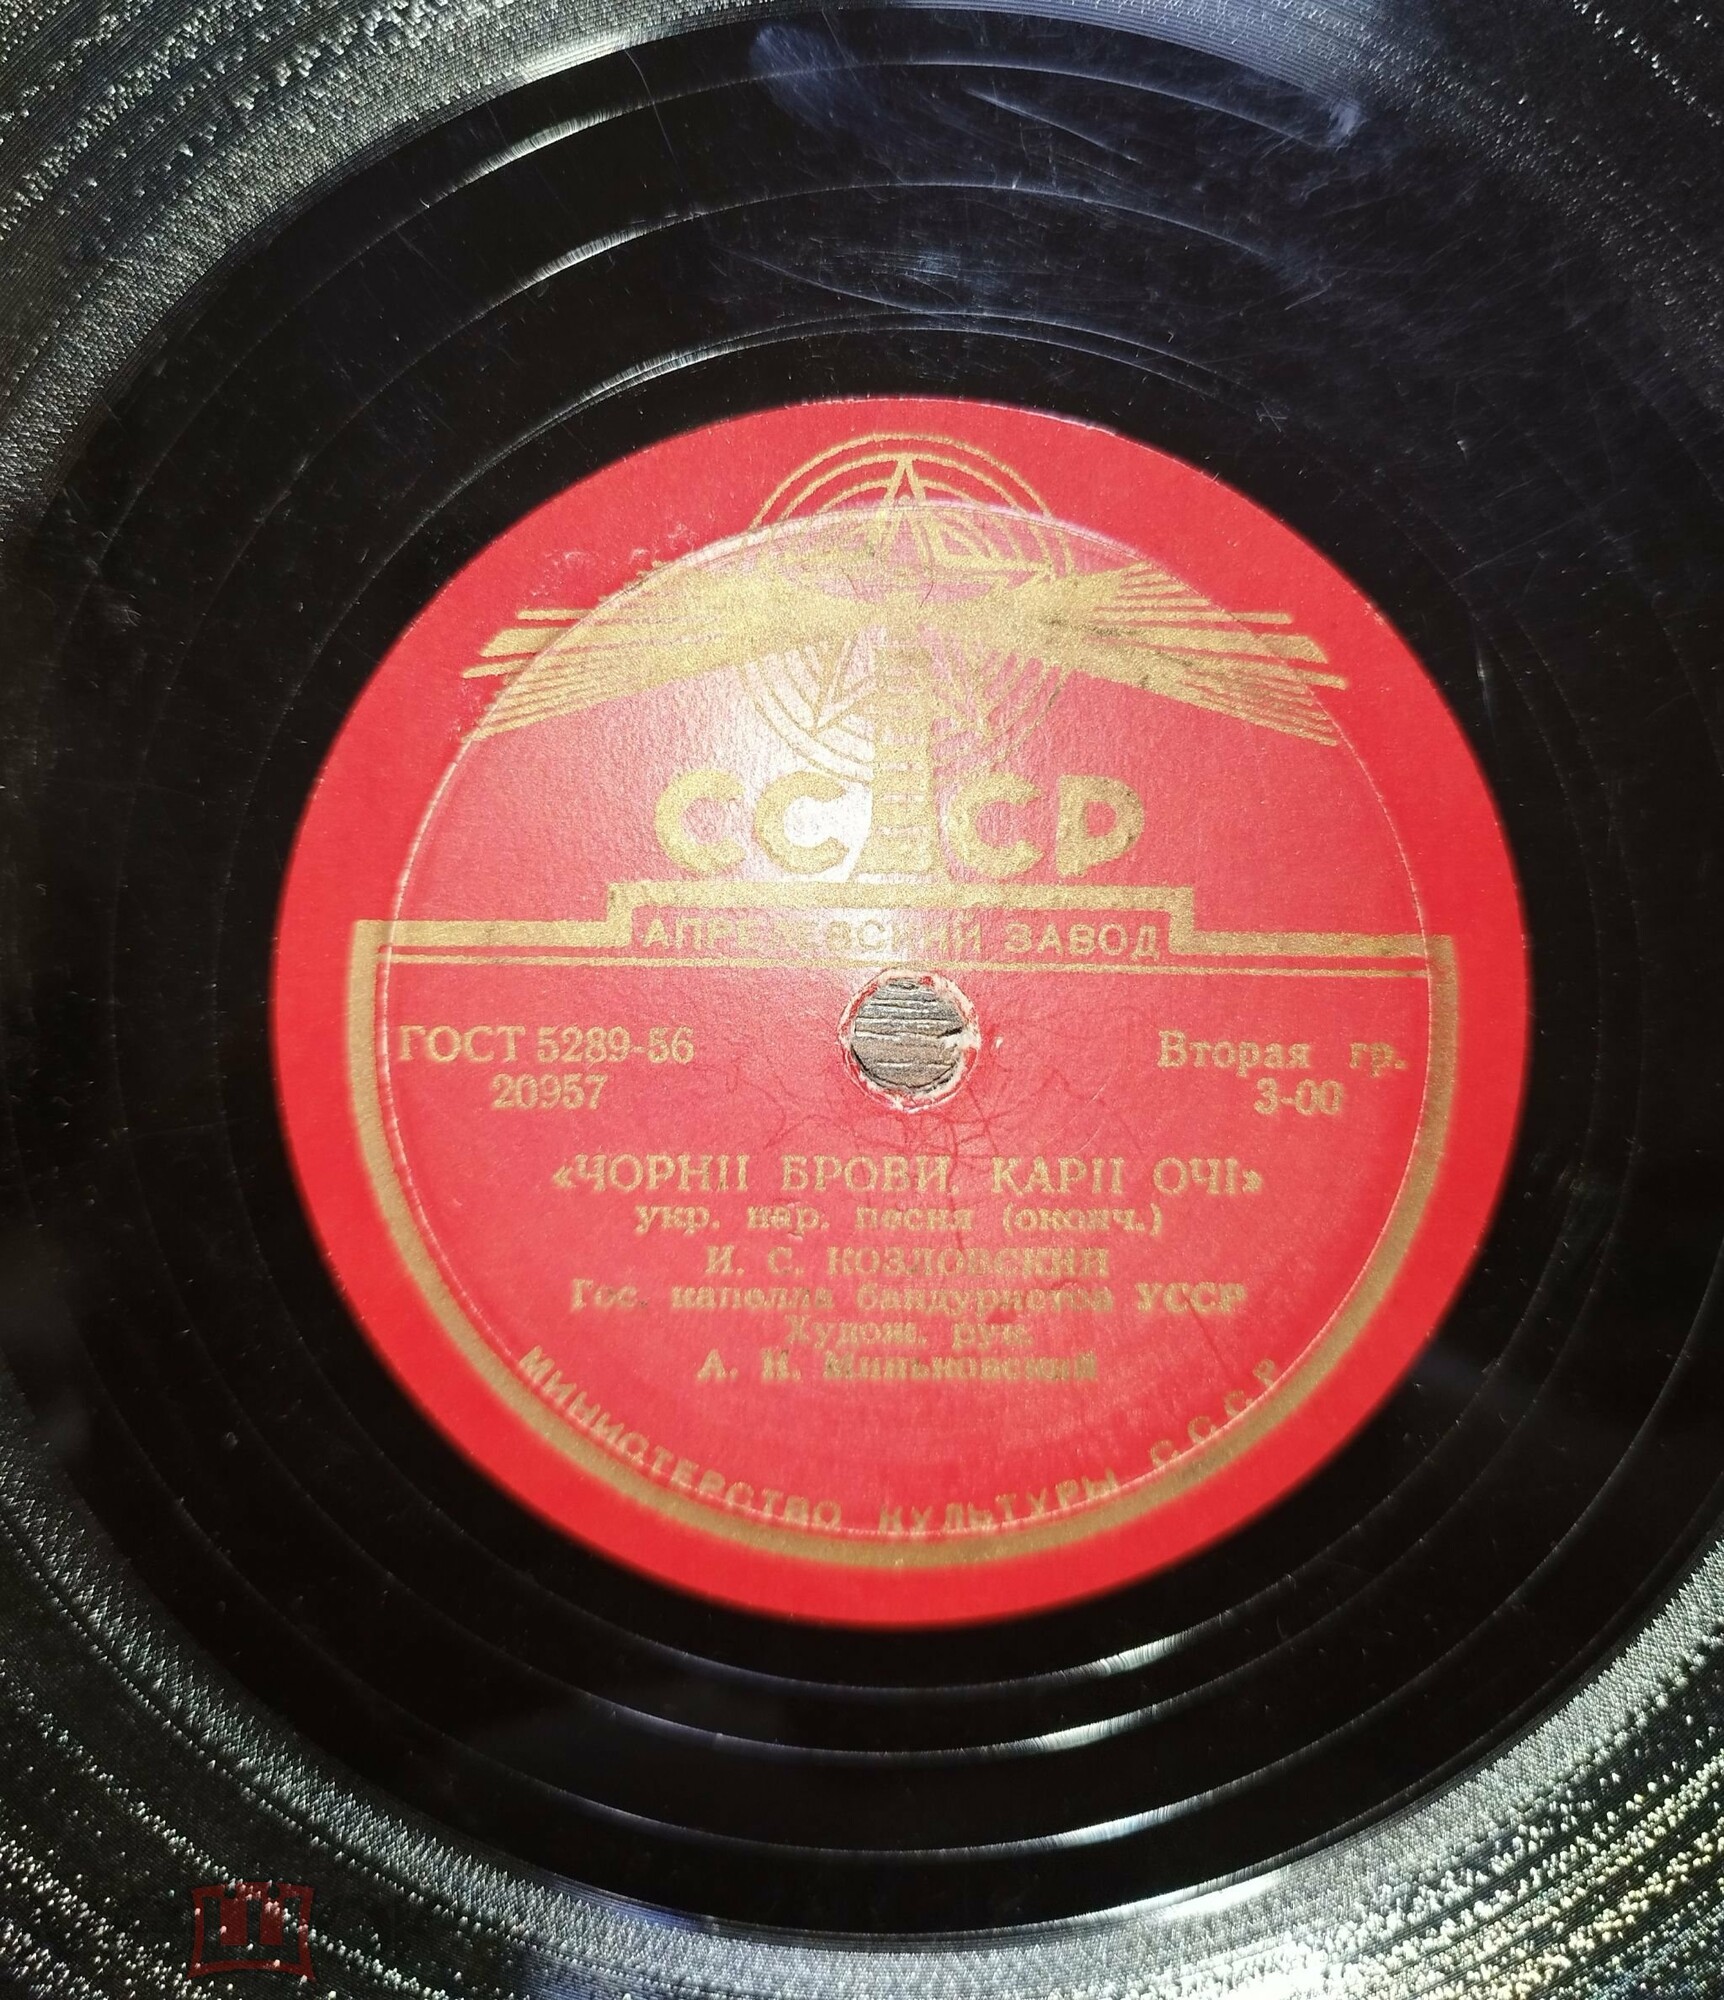 СССР
АПРЕЛЕВСКИЙ ЗАВОД
ГОСТ 5289-56
20957
Вторая гр.
3-00
«ЧОРНІІ БРОВИ, КАРІІ ОЧІ»
укр. нар. песня (оконч.)
И. С. КОЗЛОВСКИЙ
Гос. капелла бандуристов УССР
Худож. рук.
А. Н. Миньковский
МИНИСТЕРСТВО КУЛЬТУРЫ СССР